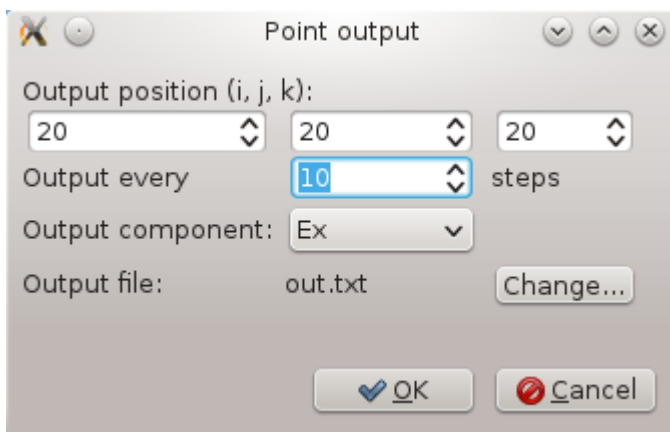 Point output
Output position (i, j, k):
20 20 20
Output every 10 steps
Output component: Ex
Output file: out.txt Change...
OK Cancel